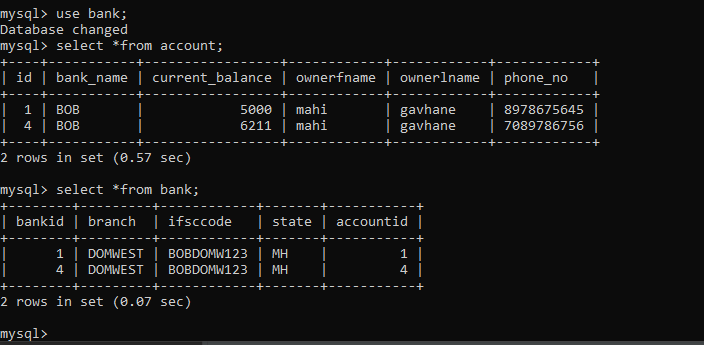 mysql> use bank;
Database changed
mysql> select *from account;
+----+-----------+-----------------+------------+------------+------------+
| id | bank_name | current_balance | ownerfname | ownerlname | phone_no   |
+----+-----------+-----------------+------------+------------+------------+
|  1 | BOB       |            5000 | mahi       | gavhane    | 8978675645 |
|  4 | BOB       |            6211 | mahi       | gavhane    | 7089786756 |
+----+-----------+-----------------+------------+------------+------------+
2 rows in set (0.57 sec)

mysql> select *from bank;
+--------+---------+------------+-------+-----------+
| bankid | branch  | ifsccode   | state | accountid |
+--------+---------+------------+-------+-----------+
|      1 | DOMWEST | BOBDOMW123 | MH    |         1 |
|      4 | DOMWEST | BOBDOMW123 | MH    |         4 |
+--------+---------+------------+-------+-----------+
2 rows in set (0.07 sec)

mysql>